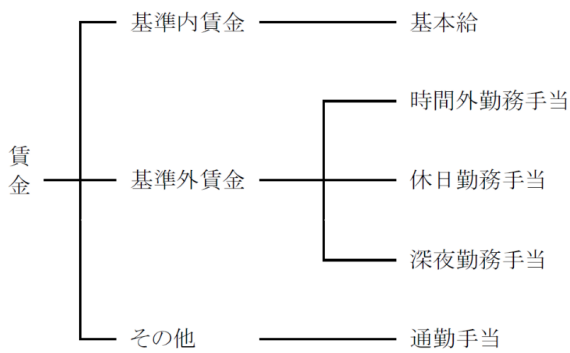 賃金
基準内賃金
基本給
基準外賃金
時間外勤務手当
休日勤務手当
深夜勤務手当
その他
通勤手当